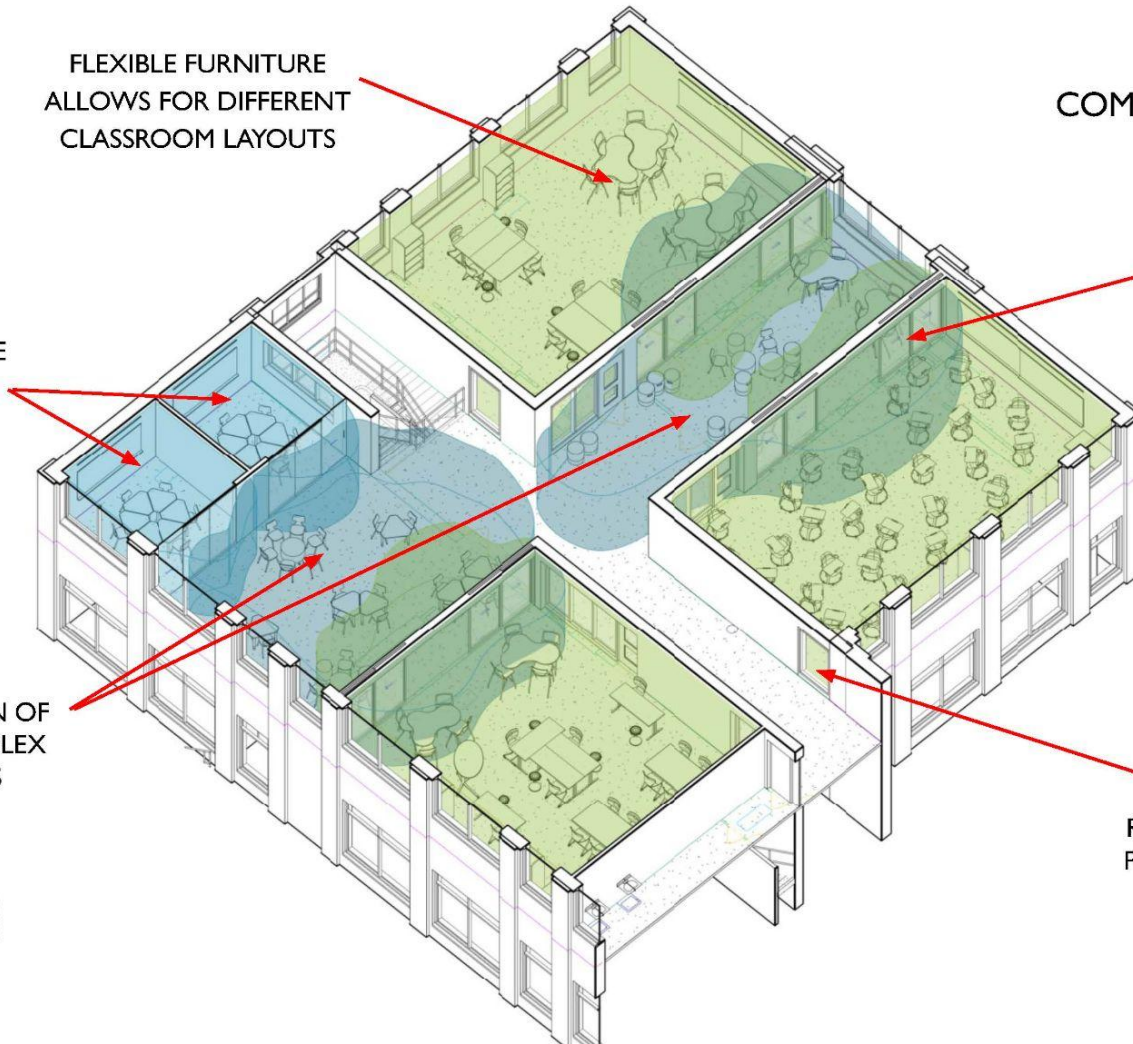 FLEXIBLE FURNITURE
ALLOWS FOR DIFFERENT
CLASSROOM LAYOUTS
COM
E
N OF
LEX
S
F
P